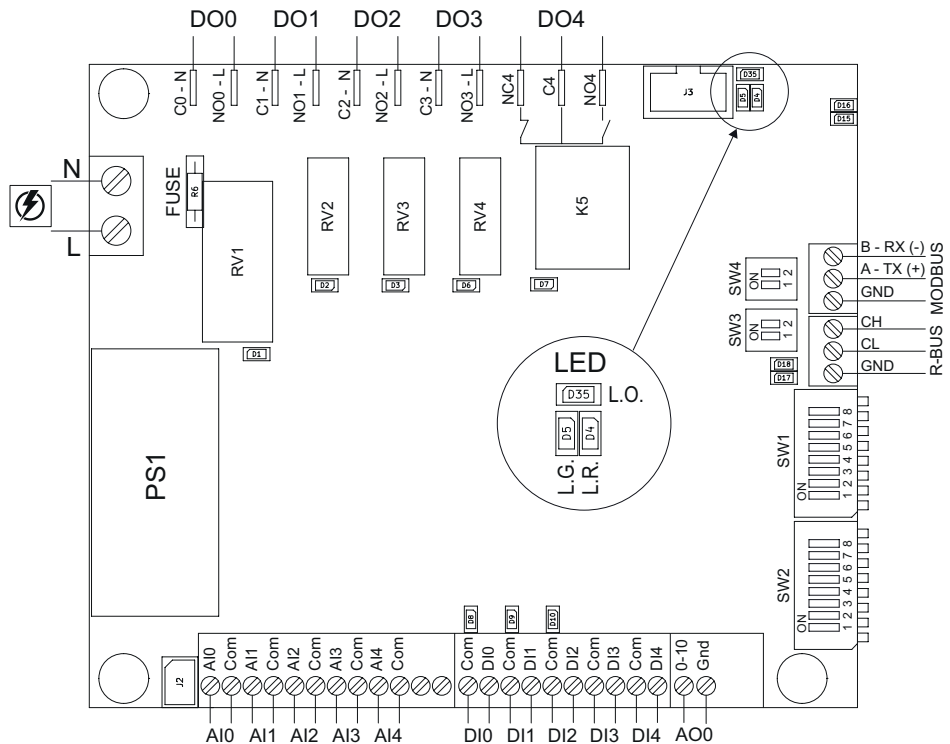 DO0 DO1 DO2 DO3 DO4
C0 - N
NO0 - L
C1 - N
NO1 - L
C2 - N
NO2 - L
C3 - N
NO3 - L
NC4
C4
NO4
J3
D35
D5
D4
D16
D15
N
L
FUSE
R6
RV1
RV2
RV3
RV4
K5
D2
D3
D6
D7
D1
SW4
ON
1 2
SW3
ON
1 2
B - RX (-)
A - TX (+)
GND
MODBUS
CH
CL
GND
R-BUS
D18
D17
LED
D35 L.O.
D5
D4
L.G.
L.R.
PS1
SW1
ON
1 2 3 4 5 6 7 8
SW2
ON
1 2 3 4 5 6 7 8
D8
D9
D10
J2
AI0
Com
AI1
Com
AI2
Com
AI3
Com
AI4
Com
Com
DI0
Com
DI1
Com
DI2
Com
DI3
Com
DI4
0-10
Gnd
AI0 AI1 AI2 AI3 AI4 DI0 DI1 DI2 DI3 DI4 AO0